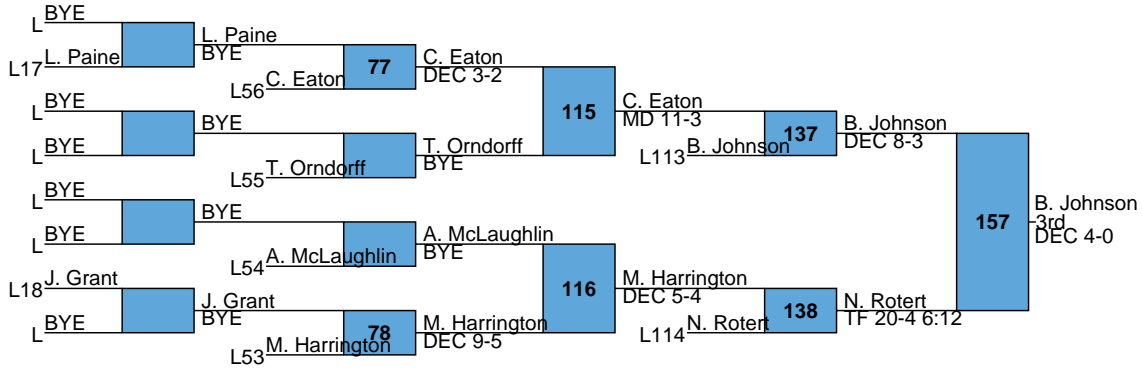 BYE
L
L. Paine
BYE
L. Paine
L17
77
C. Eaton
DEC 3-2
C. Eaton
L56
BYE
L
115
C. Eaton
MD 11-3
BYE
137
B. Johnson
DEC 8-3
BYE
L
T. Orndorff
BYE
B. Johnson
L113
T. Orndorff
L55
BYE
L
BYE
157
B. Johnson
3rd
DEC 4-0
BYE
L
A. McLaughlin
BYE
A. McLaughlin
L54
J. Grant
L18
116
M. Harrington
DEC 5-4
J. Grant
BYE
138
N. Rotert
TF 20-4 6:12
BYE
L
78
M. Harrington
DEC 9-5
N. Rotert
L114
M. Harrington
L53